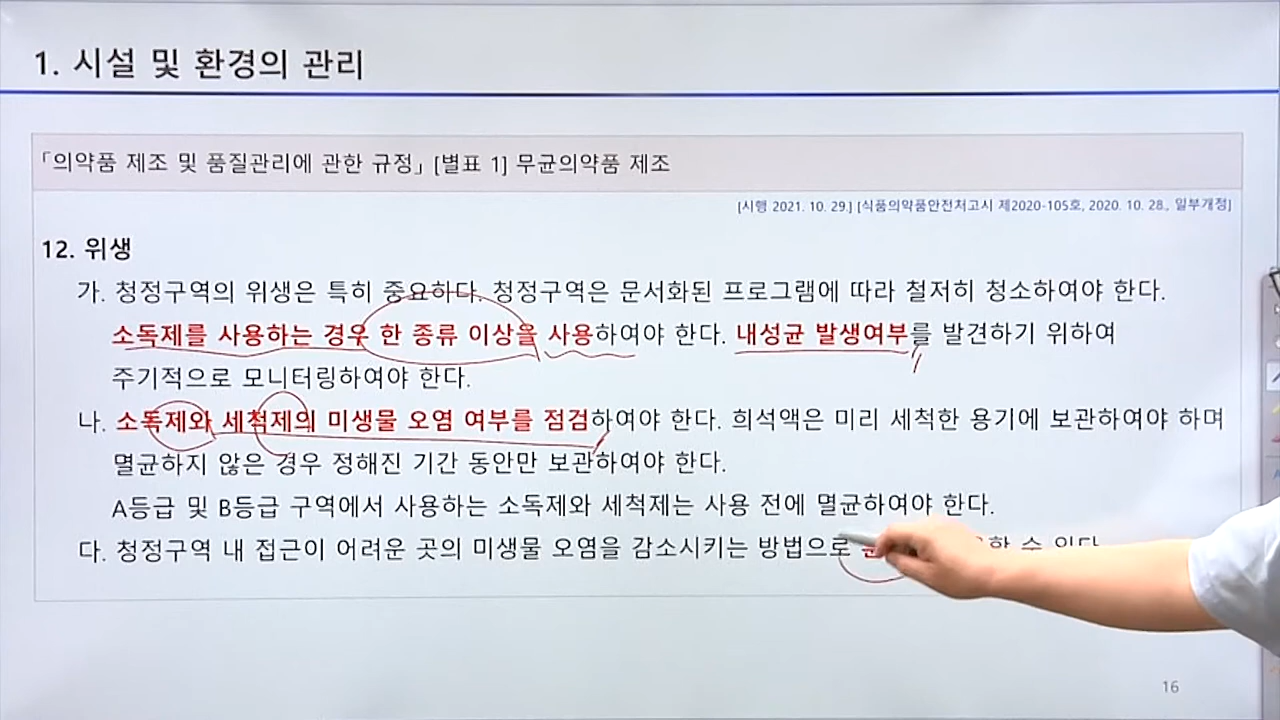 1. 시설 및 환경의 관리
「의약품 제조 및 품질관리에 관한 규정」 [별표 1] 무균의약품 제조
[시행 2021. 10. 29.] [식품의약품안전처고시 제2020-105호, 2020. 10. 28., 일부개정]
12. 위생
가. 청정구역의 위생은 특히 중요하다. 청정구역은 문서화된 프로그램에 따라 철저히 청소하여야 한다.
소독제를 사용하는 경우 한 종류 이상을 사용하여야 한다. 내성균 발생여부를 발견하기 위하여
주기적으로 모니터링하여야 한다.
나. 소독제와 세척제의 미생물 오염 여부를 점검하여야 한다. 희석액은 미리 세척한 용기에 보관하여야 하며
멸균하지 않은 경우 정해진 기간 동안만 보관하여야 한다.
A등급 및 B등급 구역에서 사용하는 소독제와 세척제는 사용 전에 멸균하여야 한다.
다. 청정구역 내 접근이 어려운 곳의 미생물 오염을 감소시키는 방법으로 수 있다.
16